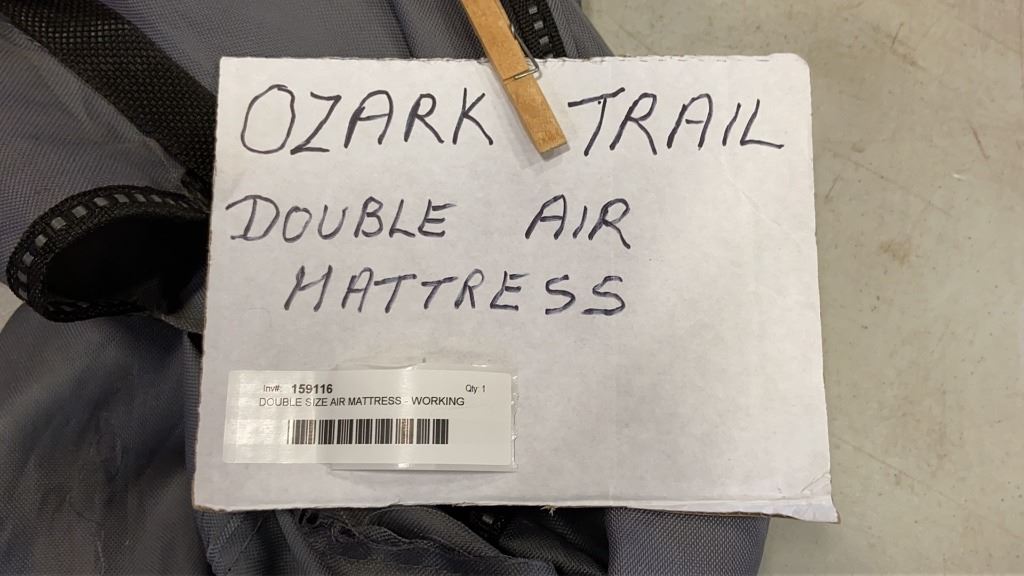 OZARK TRAIL
DOUBLE AIR
MATTRESS
Inv#: 159116 Qty 1
DOUBLE SIZE AIR MATTRESS - WORKING